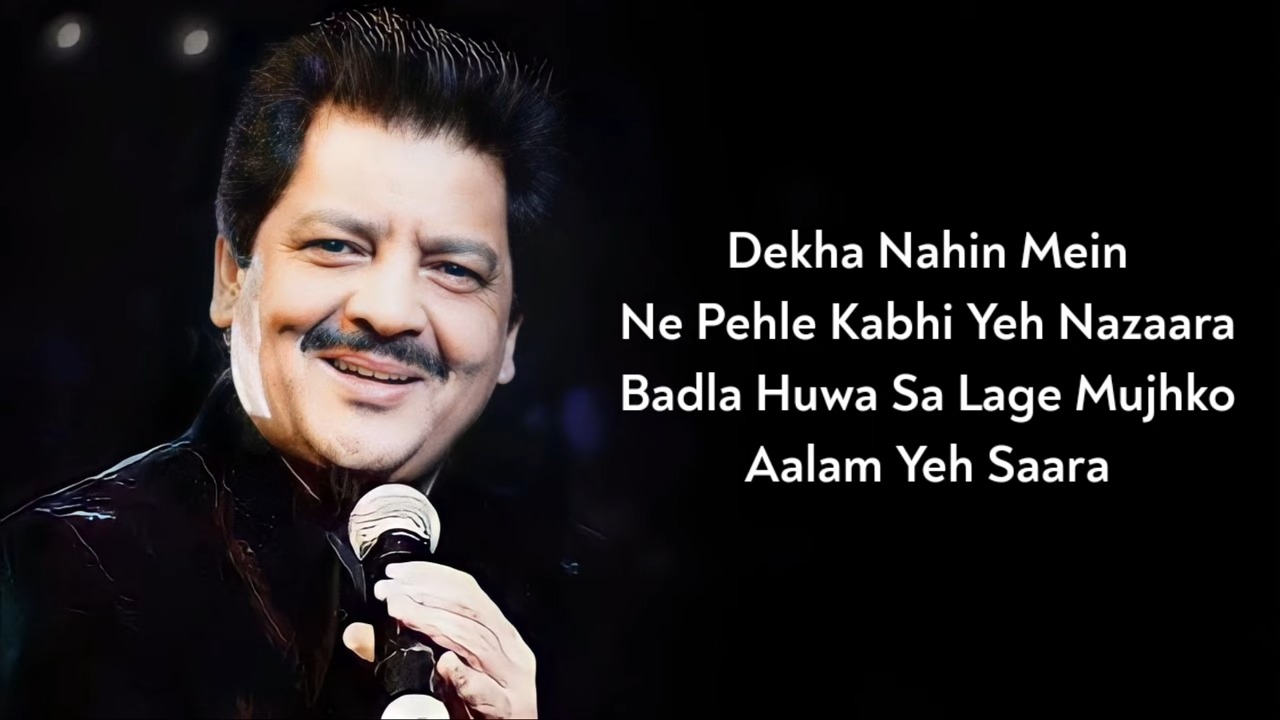 Dekha Nahin Mein
Ne Pehle Kabhi Yeh Nazaara
Badla Huwa Sa Lage Mujhko
Aalam Yeh Saara